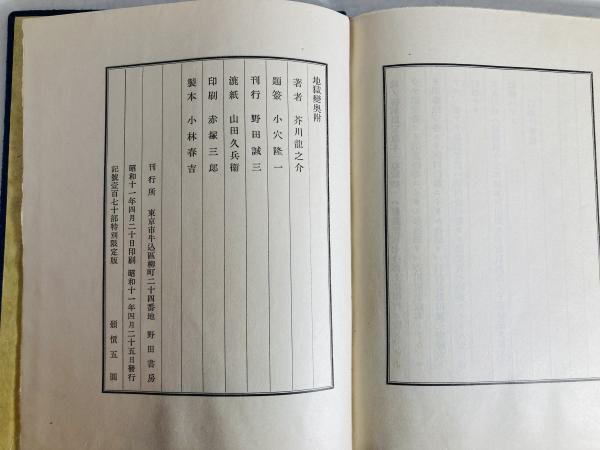 地獄變奥附
著者 芥川龍之介
題簽 小穴隆一
刊行 野田誠三
漉紙 山田久兵衞
印刷 赤塚三郎
製本 小林春吉
刊行所 東京市牛込區柳町二十四番地 野田書房
昭和十一年四月二十日印刷 昭和十一年四月二十五日發行
記號壹百七十部特別限定版 頒價五圓